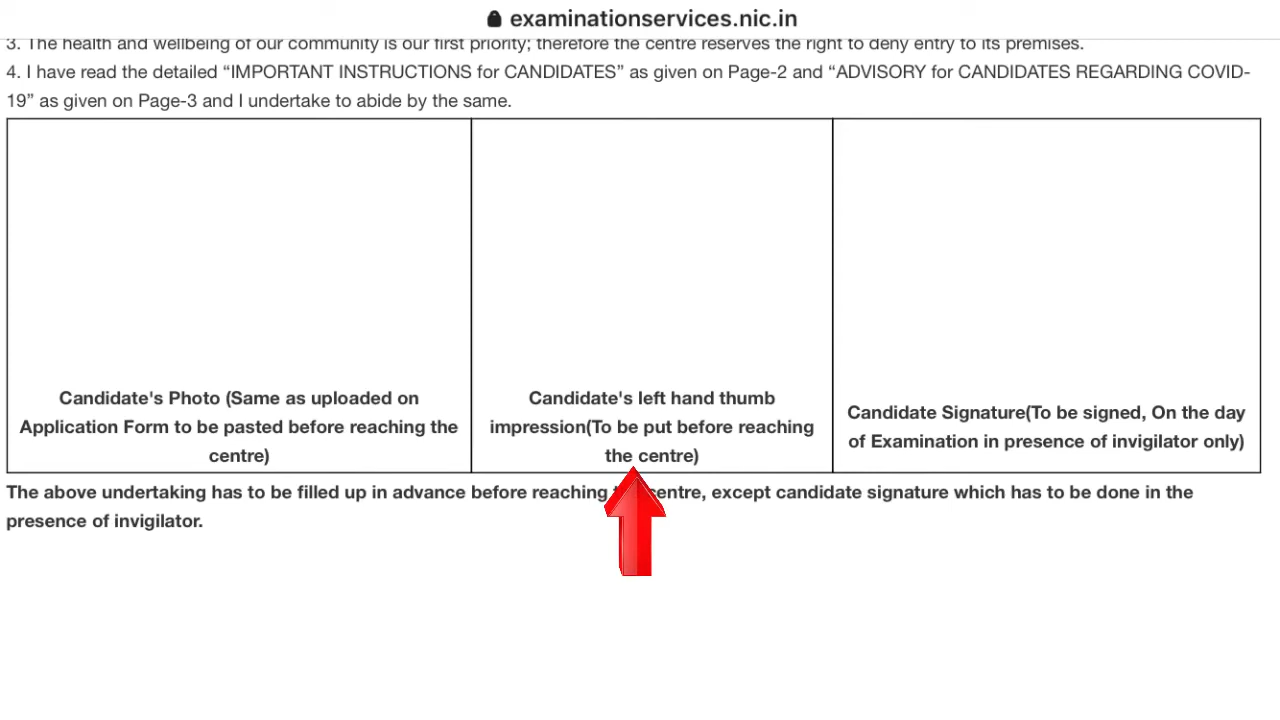 examinationservices.nic.in
3. The health and wellbeing of our community is our first priority; therefore the centre reserves the right to deny entry to its premises.
4. I have read the detailed “IMPORTANT INSTRUCTIONS for CANDIDATES” as given on Page-2 and “ADVISORY for CANDIDATES REGARDING COVID-
19” as given on Page-3 and I undertake to abide by the same.
Candidate's Photo (Same as uploaded on
Application Form to be pasted before reaching the
centre)
Candidate's left hand thumb
impression(To be put before reaching
the centre)
Candidate Signature(To be signed, On the day
of Examination in presence of invigilator only)
The above undertaking has to be filled up in advance before reaching centre, except candidate signature which has to be done in the
presence of invigilator.